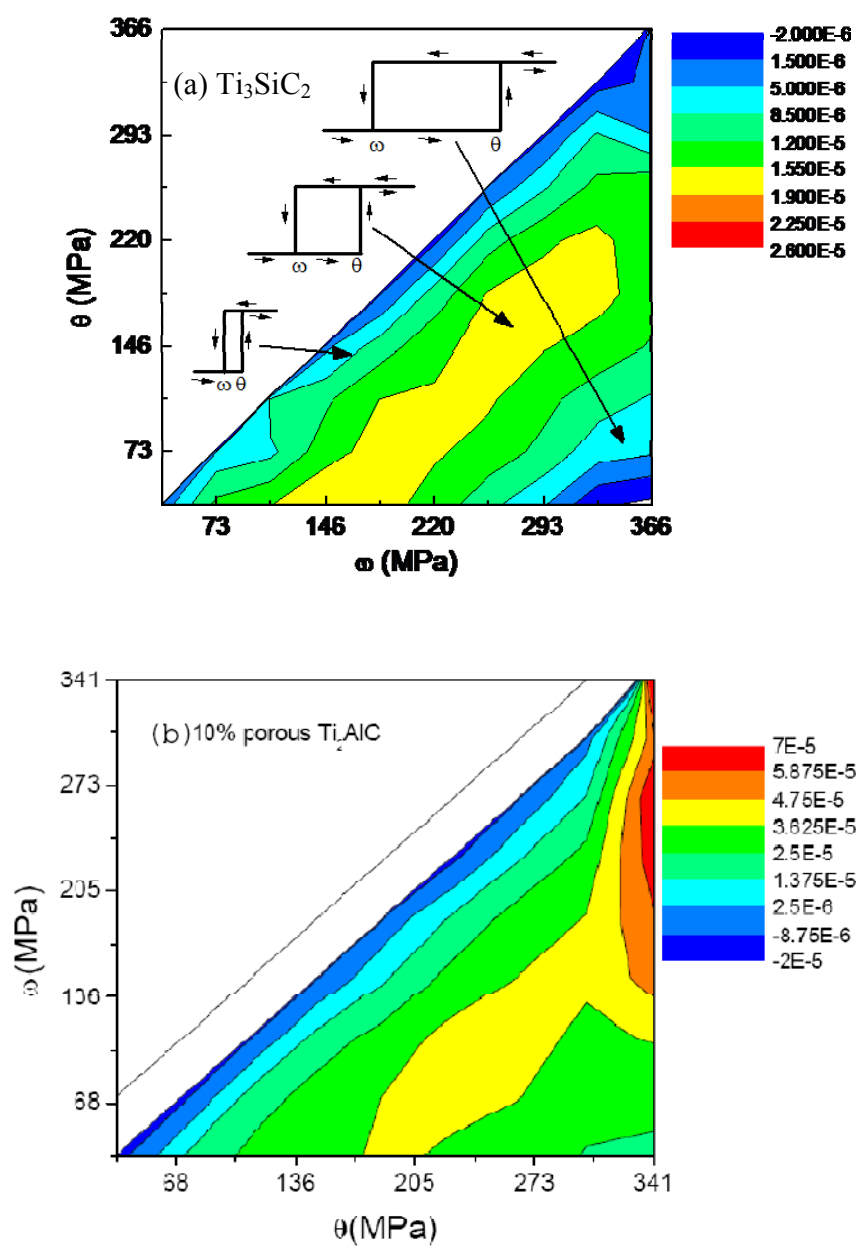 (a) Ti₃SiC₂
366
293
220
146
73
θ (MPa)
ω
θ
ω
θ
ω θ
73
146
220
293
366
ω (MPa)
-2.000E-6
1.500E-6
5.000E-6
8.500E-6
1.200E-5
1.550E-5
1.900E-5
2.250E-5
2.600E-5
(b) 10% porous Ti₂AlC
341
273
205
136
68
ω(MPa)
68
136
205
273
341
θ(MPa)
7E-5
5.875E-5
4.75E-5
3.625E-5
2.5E-5
1.375E-5
2.5E-6
-8.75E-6
-2E-5